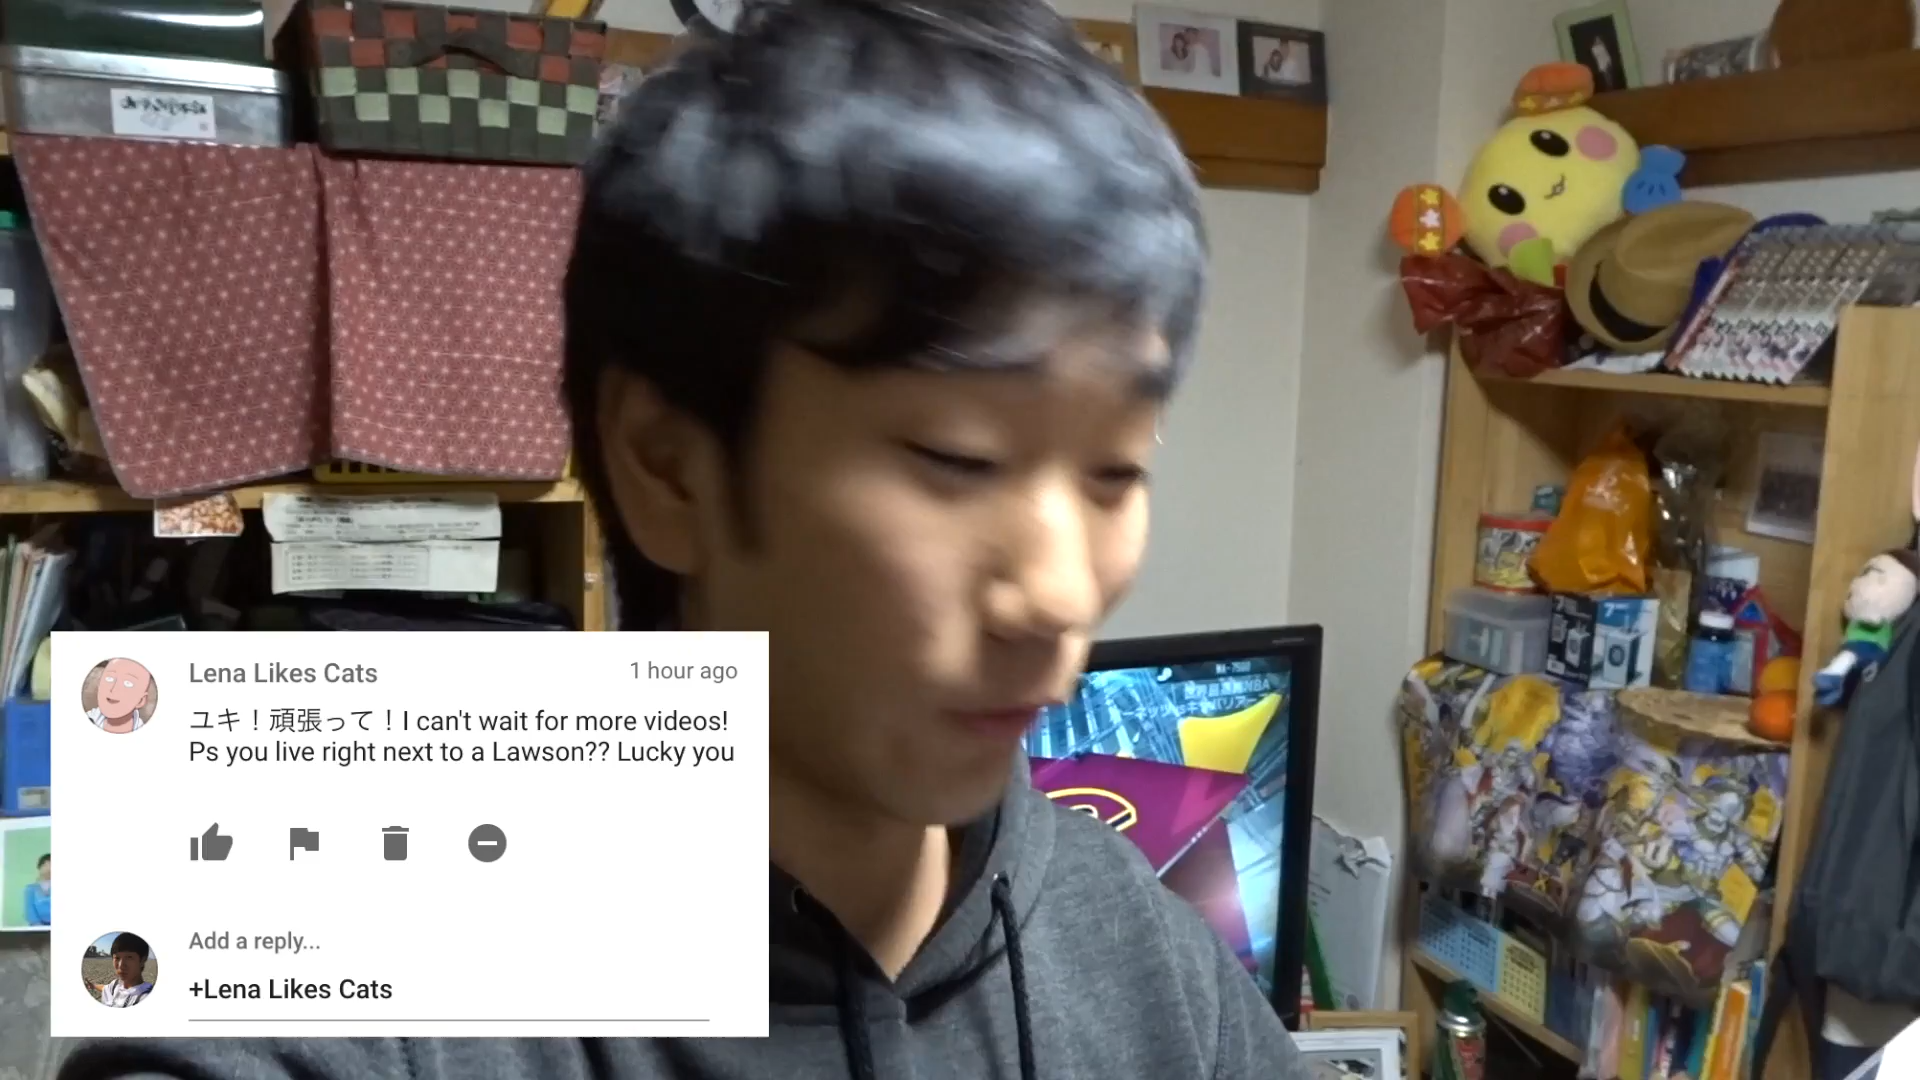 Lena Likes Cats
1 hour ago
ユキ！頑張って！I can't wait for more videos!
Ps you live right next to a Lawson?? Lucky you
Add a reply...
+Lena Likes Cats